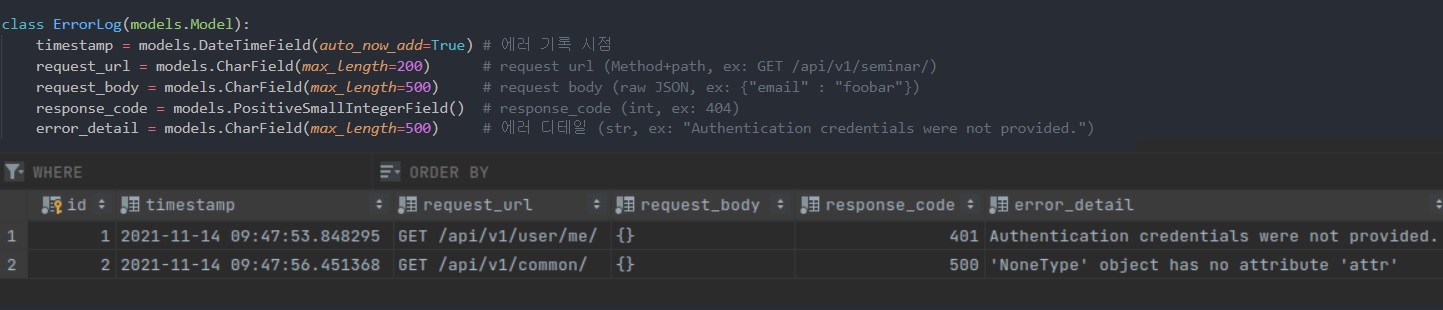 class ErrorLog(models.Model):
    timestamp = models.DateTimeField(auto_now_add=True) # 에러 기록 시점
    request_url = models.CharField(max_length=200)      # request url (Method+path, ex: GET /api/v1/seminar/)
    request_body = models.CharField(max_length=500)     # request body (raw JSON, ex: {"email" : "foobar"})
    response_code = models.PositiveSmallIntegerField()  # response_code (int, ex: 404)
    error_detail = models.CharField(max_length=500)     # 에러 디테일 (str, ex: "Authentication credentials were not provided.")
WHERE ORDER BY
id timestamp request_url request_body response_code error_detail
1 1 2021-11-14 09:47:53.848295 GET /api/v1/user/me/ {} 401 Authentication credentials were not provided.
2 2 2021-11-14 09:47:56.451368 GET /api/v1/common/ {} 500 'NoneType' object has no attribute 'attr'